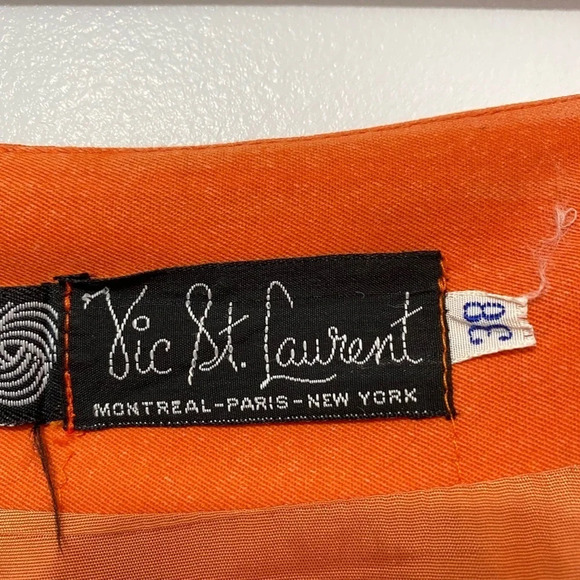 Vic St. Laurent
MONTREAL-PARIS-NEW YORK
38